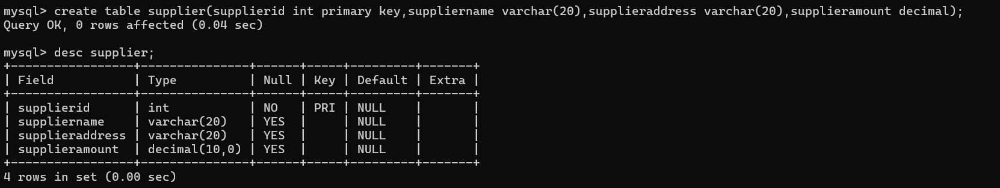 mysql> create table supplier(supplierid int primary key,suppliername varchar(20),supplieraddress varchar(20),supplieramount decimal);
Query OK, 0 rows affected (0.04 sec)

mysql> desc supplier;
+-----------------+---------------+------+-----+---------+-------+
| Field           | Type          | Null | Key | Default | Extra |
+-----------------+---------------+------+-----+---------+-------+
| supplierid      | int           | NO   | PRI | NULL    |       |
| suppliername    | varchar(20)   | YES  |     | NULL    |       |
| supplieraddress | varchar(20)   | YES  |     | NULL    |       |
| supplieramount  | decimal(10,0) | YES  |     | NULL    |       |
+-----------------+---------------+------+-----+---------+-------+
4 rows in set (0.00 sec)